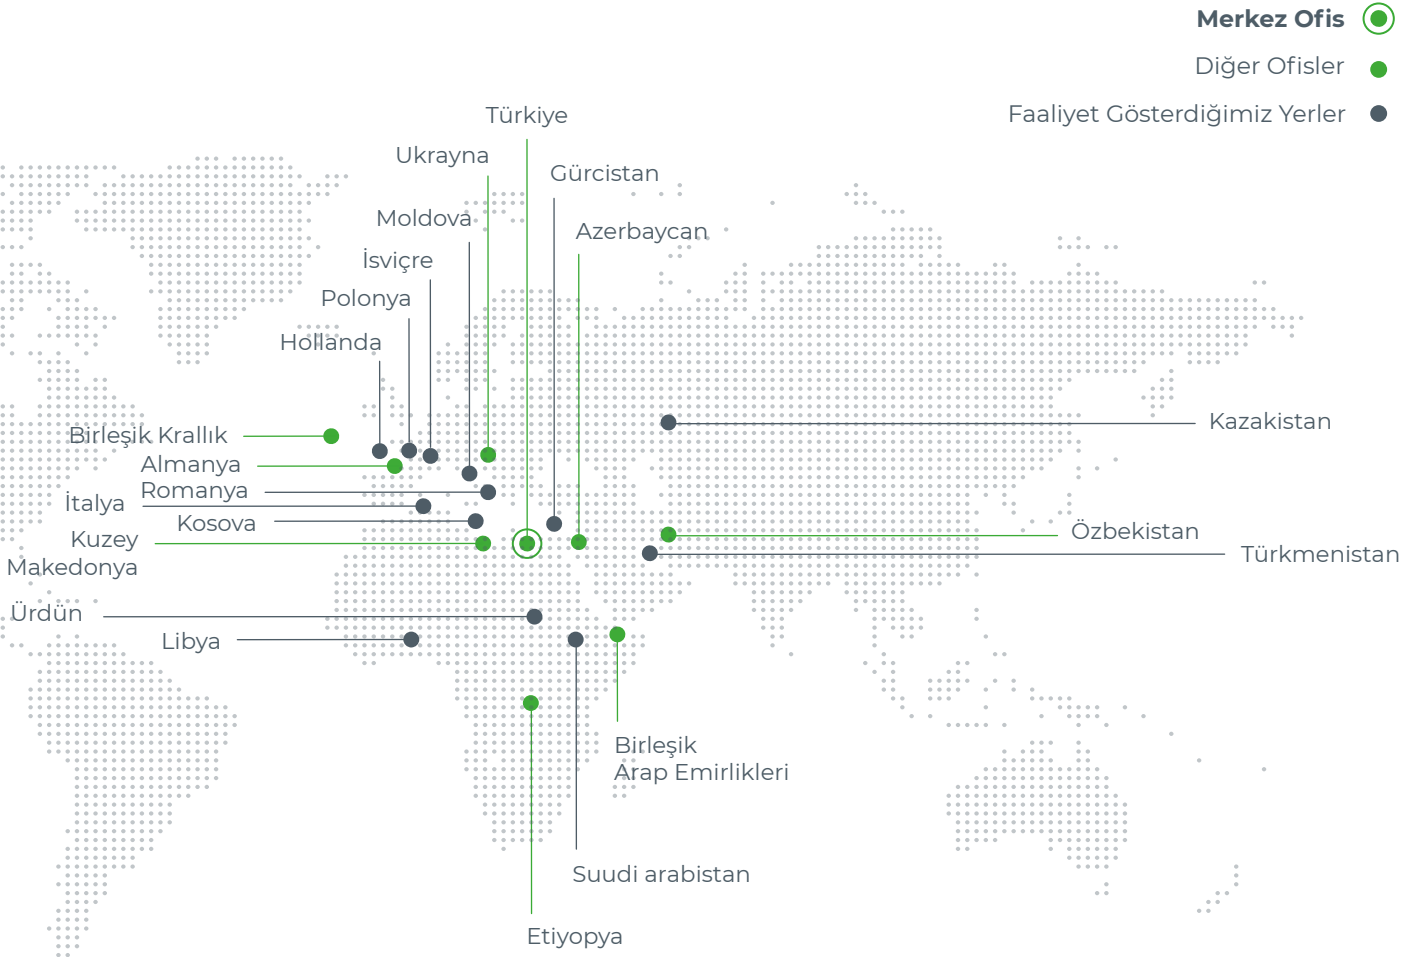 Merkez Ofis
Diğer Ofisler
Faaliyet Gösterdiğimiz Yerler
Türkiye
Ukrayna
Gürcistan
Moldova
Azerbaycan
İsviçre
Polonya
Hollanda
Kazakistan
Birleşik Krallık
Almanya
Romanya
İtalya
Kosova
Kuzey
Makedonya
Özbekistan
Türkmenistan
Ürdün
Libya
Birleşik
Arap Emirlikleri
Suudi arabistan
Etiyopya